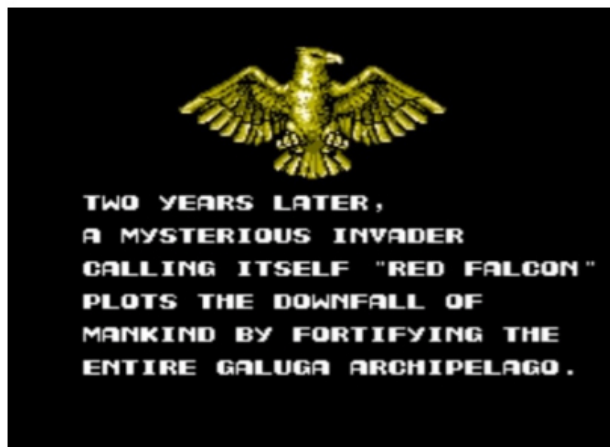 TWO YEARS LATER,
A MYSTERIOUS INVADER
CALLING ITSELF "RED FALCON"
PLOTS THE DOWNFALL OF
MANKIND BY FORTIFYING THE
ENTIRE GALUGA ARCHIPELAGO.